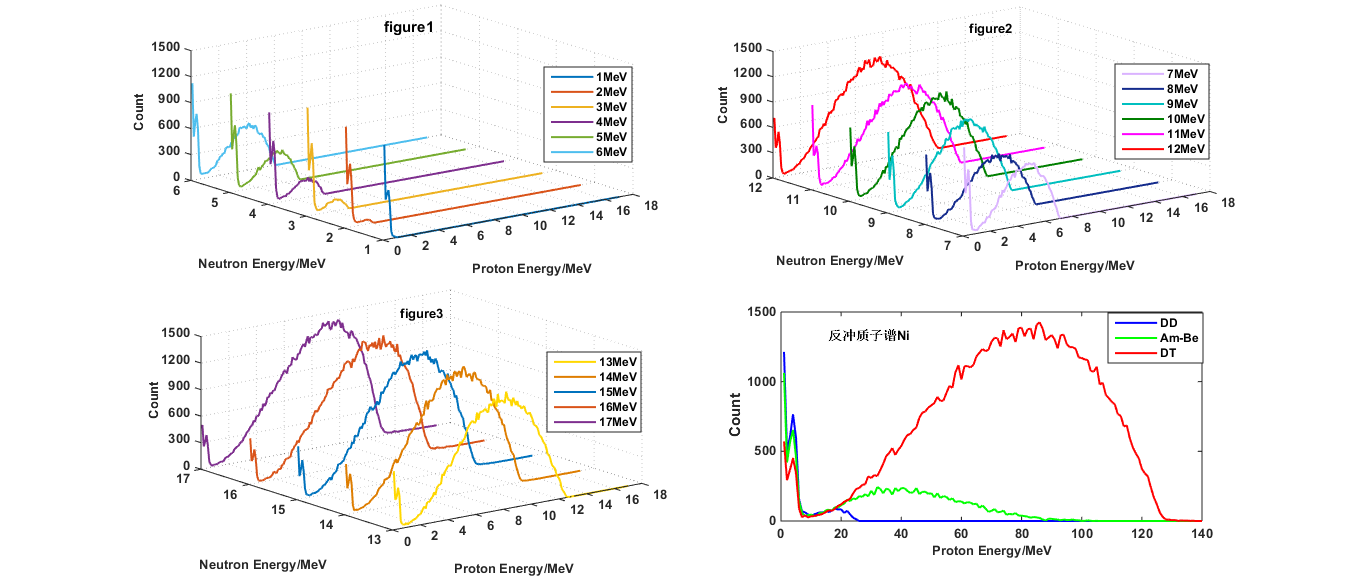 figure1
1500
1200
900
600
300
0
Count
6
5
4
3
2
1
Neutron Energy/MeV
0 2 4 6 8 10 12 14 16 18
Proton Energy/MeV
1MeV
2MeV
3MeV
4MeV
5MeV
6MeV
figure2
1500
1200
900
600
300
0
Count
12
11
10
9
8
7
Neutron Energy/MeV
0 2 4 6 8 10 12 14 16 18
Proton Energy/MeV
7MeV
8MeV
9MeV
10MeV
11MeV
12MeV
figure3
1500
1200
900
600
300
0
Count
17
16
15
14
13
Neutron Energy/MeV
0 2 4 6 8 10 12 14 16 18
Proton Energy/MeV
13MeV
14MeV
15MeV
16MeV
17MeV
反冲质子谱Ni
1500
1000
500
0
Count
0 20 40 60 80 100 120 140
Proton Energy/MeV
DD
Am-Be
DT